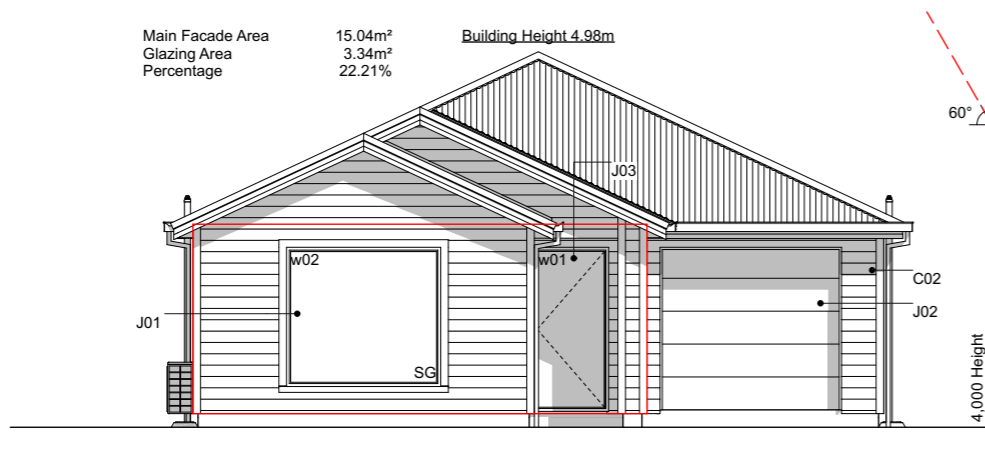 Main Facade Area 15.04m² Building Height 4.98m
Glazing Area 3.34m²
Percentage 22.21%
60°
J03
w02 w01
C02
J02
J01
SG
4,000 Height